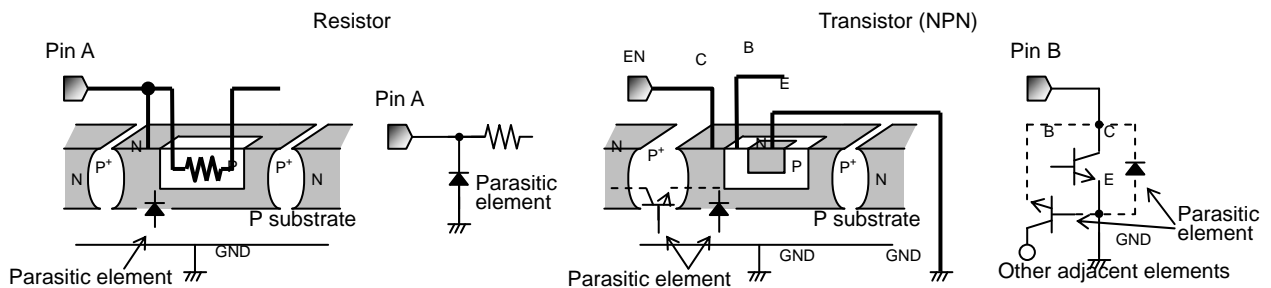 Resistor
Transistor (NPN)
Pin A
EN
C
B
E
Pin B
Pin A
N
P+
N
P
P+
N
Parasitic
element
P substrate
GND
Parasitic element
N
P+
N
P
P+
N
P substrate
GND
GND
Parasitic element
B
C
E
Parasitic
element
GND
Other adjacent elements